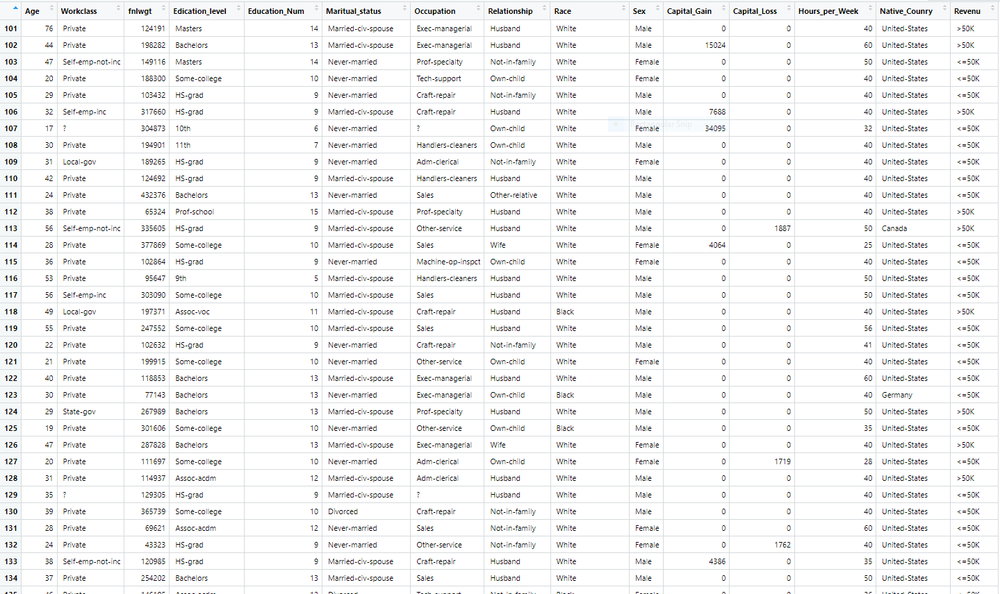 Age Workclass fnlwgt Edication_level Education_Num Maritual_status Occupation Relationship Race Sex Capital_Gain Capital_Loss Hours_per_Week Native_Counry Revenu
101 76 Private 124191 Masters 14 Married-civ-spouse Exec-managerial Husband White Male 0 0 40 United-States >50K
102 44 Private 198282 Bachelors 13 Married-civ-spouse Exec-managerial Husband White Male 15024 0 60 United-States >50K
103 47 Self-emp-not-inc 149116 Masters 14 Never-married Prof-specialty Not-in-family White Female 0 0 50 United-States <=50K
104 20 Private 188300 Some-college 10 Never-married Tech-support Own-child White Female 0 0 40 United-States <=50K
105 29 Private 103432 HS-grad 9 Never-married Craft-repair Not-in-family White Male 0 0 40 United-States <=50K
106 32 Self-emp-inc 317660 HS-grad 9 Married-civ-spouse Craft-repair Husband White Male 7688 0 40 United-States >50K
107 17 ? 304873 10th 6 Never-married ? Own-child White Female 34095 0 32 United-States <=50K
108 30 Private 194901 11th 7 Never-married Handlers-cleaners Own-child White Male 0 0 40 United-States <=50K
109 31 Local-gov 189265 HS-grad 9 Never-married Adm-clerical Not-in-family White Female 0 0 40 United-States <=50K
110 42 Private 124692 HS-grad 9 Married-civ-spouse Handlers-cleaners Husband White Male 0 0 40 United-States <=50K
111 24 Private 432376 Bachelors 13 Never-married Sales Other-relative White Male 0 0 40 United-States <=50K
112 38 Private 65324 Prof-school 15 Married-civ-spouse Prof-specialty Husband White Male 0 0 40 United-States >50K
113 56 Self-emp-not-inc 335605 HS-grad 9 Married-civ-spouse Other-service Husband White Male 0 1887 50 Canada >50K
114 28 Private 377869 Some-college 10 Married-civ-spouse Sales Wife White Female 4064 0 25 United-States <=50K
115 36 Private 102864 HS-grad 9 Never-married Machine-op-inspct Own-child White Female 0 0 40 United-States <=50K
116 53 Private 95647 9th 5 Married-civ-spouse Handlers-cleaners Husband White Male 0 0 50 United-States <=50K
117 56 Self-emp-inc 303090 Some-college 10 Married-civ-spouse Sales Husband White Male 0 0 50 United-States <=50K
118 49 Local-gov 197371 Assoc-voc 11 Married-civ-spouse Craft-repair Husband Black Male 0 0 40 United-States >50K
119 55 Private 247552 Some-college 10 Married-civ-spouse Sales Husband White Male 0 0 56 United-States <=50K
120 22 Private 102632 HS-grad 9 Never-married Craft-repair Not-in-family White Male 0 0 41 United-States <=50K
121 21 Private 199915 Some-college 10 Never-married Other-service Own-child White Female 0 0 40 United-States <=50K
122 40 Private 118853 Bachelors 13 Married-civ-spouse Exec-managerial Husband White Male 0 0 60 United-States <=50K
123 30 Private 77143 Bachelors 13 Never-married Exec-managerial Own-child Black Male 0 0 40 Germany <=50K
124 29 State-gov 267989 Bachelors 13 Married-civ-spouse Prof-specialty Husband White Male 0 0 50 United-States >50K
125 19 Private 301606 Some-college 10 Never-married Other-service Own-child Black Male 0 0 35 United-States <=50K
126 47 Private 287828 Bachelors 13 Married-civ-spouse Exec-managerial Wife White Female 0 0 40 United-States >50K
127 20 Private 111697 Some-college 10 Never-married Adm-clerical Own-child White Female 0 1719 28 United-States <=50K
128 31 Private 114937 Assoc-acdm 12 Married-civ-spouse Adm-clerical Husband White Male 0 0 40 United-States >50K
129 35 ? 129305 HS-grad 9 Married-civ-spouse ? Husband White Male 0 0 40 United-States <=50K
130 39 Private 365739 Some-college 10 Divorced Craft-repair Not-in-family White Male 0 0 40 United-States <=50K
131 28 Private 69621 Assoc-acdm 12 Never-married Sales Not-in-family White Female 0 0 60 United-States <=50K
132 24 Private 43323 HS-grad 9 Never-married Other-service Not-in-family White Female 0 1762 40 United-States <=50K
133 38 Self-emp-not-inc 120985 HS-grad 9 Married-civ-spouse Craft-repair Husband White Male 4386 0 35 United-States <=50K
134 37 Private 254202 Bachelors 13 Married-civ-spouse Sales Husband White Male 0 0 50 United-States <=50K